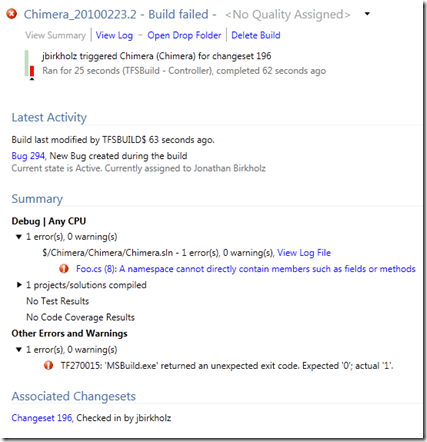 Chimera_20100223.2 - Build failed - <No Quality Assigned>
View Summary | View Log - Open Drop Folder | Delete Build
jbirkholz triggered Chimera (Chimera) for changeset 196
Ran for 25 seconds (TFSBuild - Controller), completed 62 seconds ago
Latest Activity
Build last modified by TFSBUILD$ 63 seconds ago.
Bug 294, New Bug created during the build
Current state is Active. Currently assigned to Jonathan Birkholz
Summary
Debug | Any CPU
1 error(s), 0 warning(s)
$/Chimera/Chimera/Chimera.sln - 1 error(s), 0 warning(s), View Log File
Foo.cs (8): A namespace cannot directly contain members such as fields or methods
1 projects/solutions compiled
No Test Results
No Code Coverage Results
Other Errors and Warnings
1 error(s), 0 warning(s)
TF270015: 'MSBuild.exe' returned an unexpected exit code. Expected '0'; actual '1'.
Associated Changesets
Changeset 196, Checked in by jbirkholz